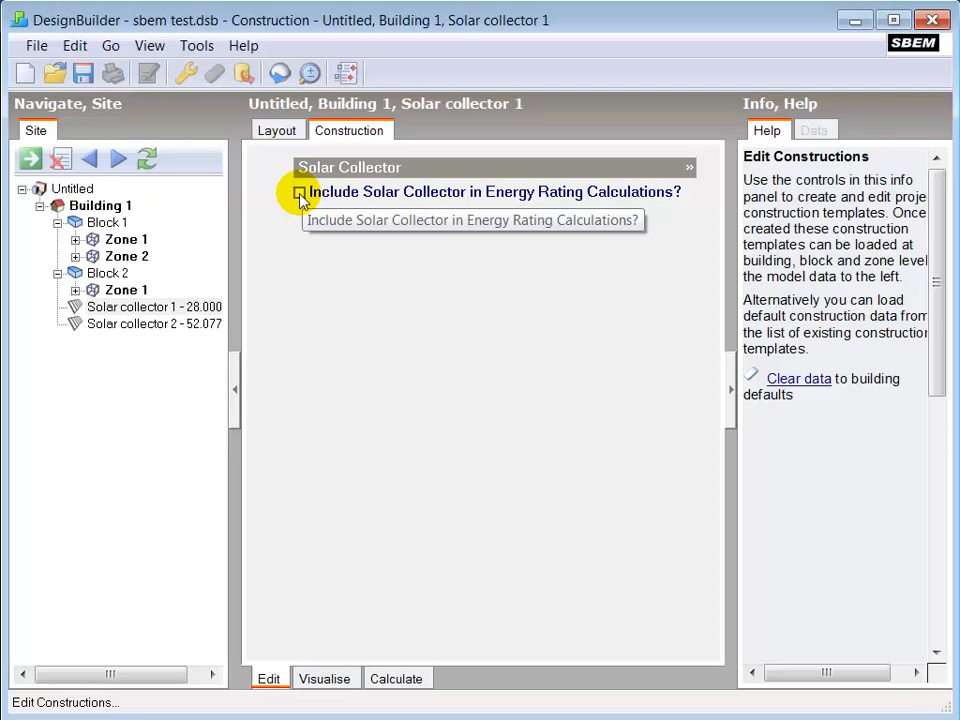 DesignBuilder - sbem test.dsb - Construction - Untitled, Building 1, Solar collector 1
File Edit Go View Tools Help
SBEM
Navigate, Site
Site
Untitled
Building 1
Block 1
Zone 1
Zone 2
Block 2
Zone 1
Solar collector 1 - 28.000
Solar collector 2 - 52.077
Untitled, Building 1, Solar collector 1
Layout Construction
Solar Collector »
Include Solar Collector in Energy Rating Calculations?
Include Solar Collector in Energy Rating Calculations?
Edit Visualise Calculate
Info, Help
Help Data
Edit Constructions
Use the controls in this info
panel to create and edit proje
construction templates. Once
created these construction
templates can be loaded at
building, block and zone level
the model data to the left.
Alternatively you can load
default construction data from
the list of existing constructio
templates.
Clear data to building
defaults
Edit Constructions...